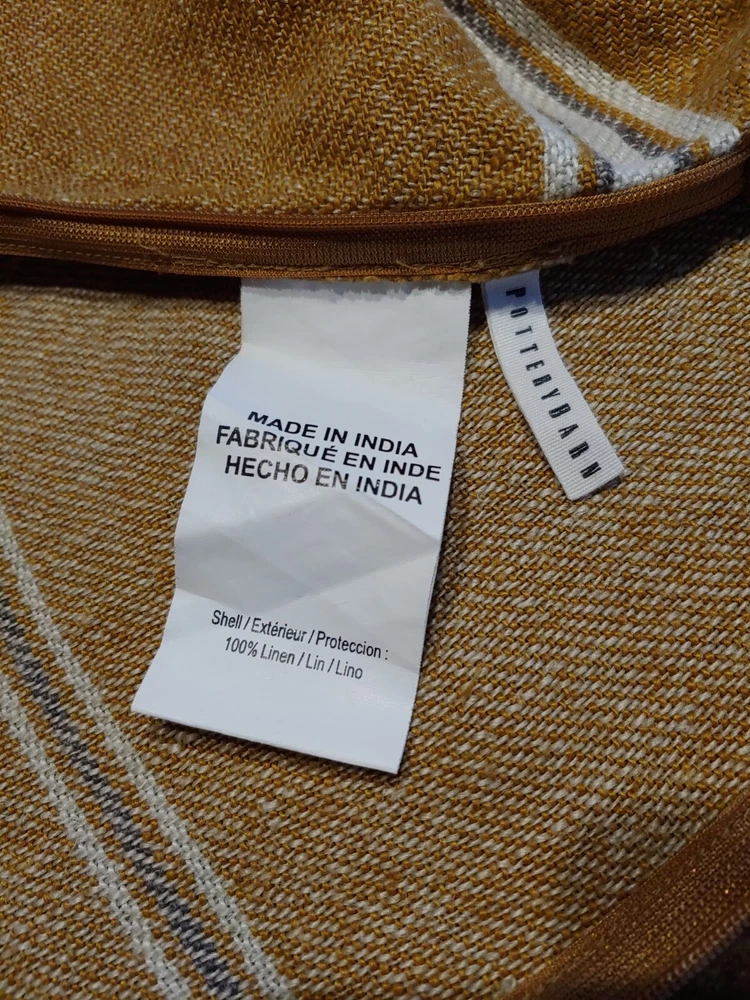 MADE IN INDIA
FABRIQUÉ EN INDE
HECHO EN INDIA
Shell / Extérieur / Proteccion :
100% Linen / Lin / Lino
POTTERYBARN